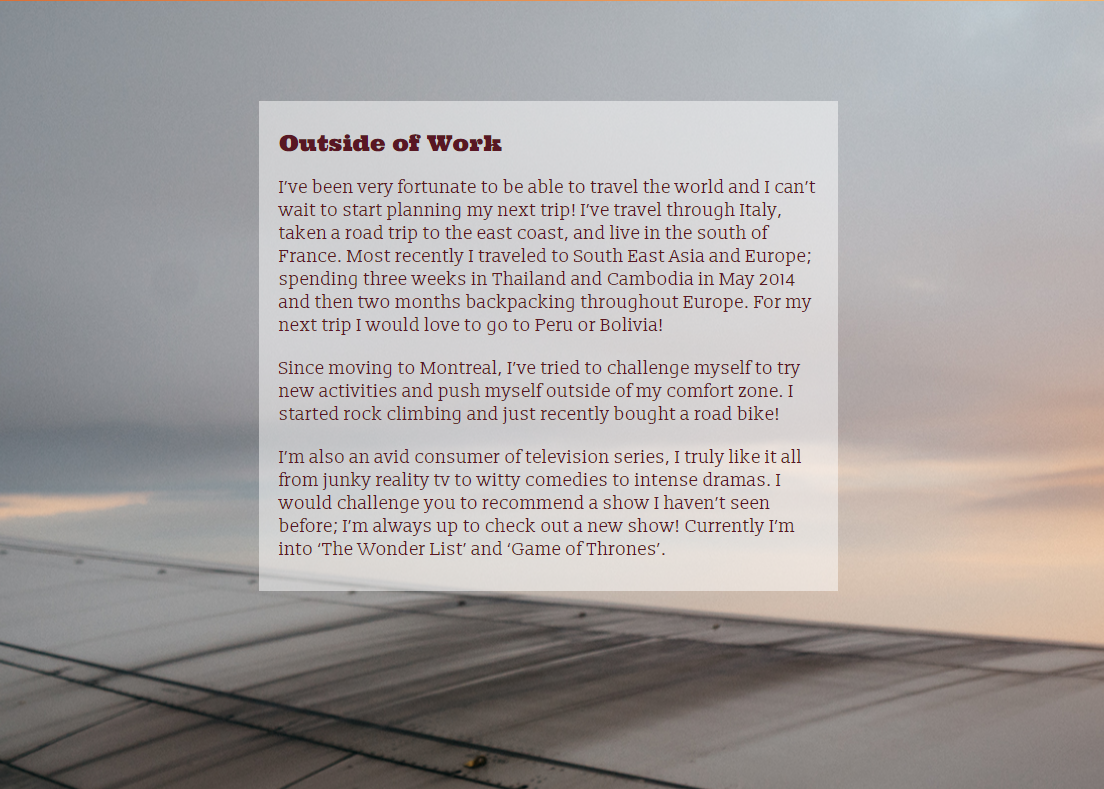 Outside of Work
I’ve been very fortunate to be able to travel the world and I can’t
wait to start planning my next trip! I’ve travel through Italy,
taken a road trip to the east coast, and live in the south of
France. Most recently I traveled to South East Asia and Europe;
spending three weeks in Thailand and Cambodia in May 2014
and then two months backpacking throughout Europe. For my
next trip I would love to go to Peru or Bolivia!
Since moving to Montreal, I’ve tried to challenge myself to try
new activities and push myself outside of my comfort zone. I
started rock climbing and just recently bought a road bike!
I’m also an avid consumer of television series, I truly like it all
from junky reality tv to witty comedies to intense dramas. I
would challenge you to recommend a show I haven’t seen
before; I’m always up to check out a new show! Currently I’m
into ‘The Wonder List’ and ‘Game of Thrones’.